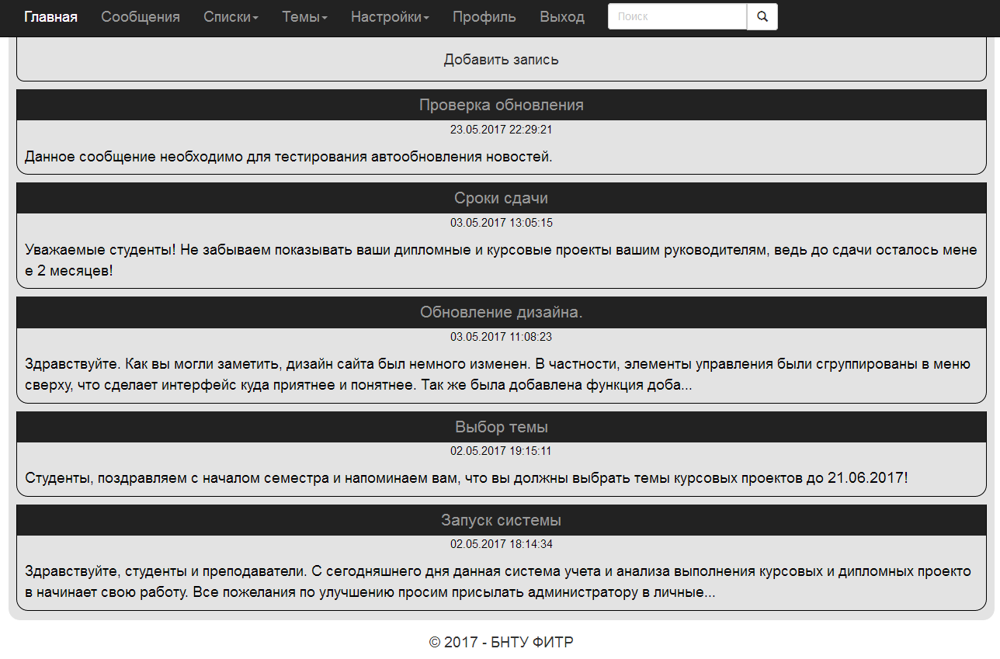 Главная Сообщения Списки Темы Настройки Профиль Выход Поиск
Добавить запись
Проверка обновления
23.05.2017 22:29:21
Данное сообщение необходимо для тестирования автообновления новостей.
Сроки сдачи
03.05.2017 13:05:15
Уважаемые студенты! Не забываем показывать ваши дипломные и курсовые проекты вашим руководителям, ведь до сдачи осталось мене
е 2 месяцев!
Обновление дизайна.
03.05.2017 11:08:23
Здравствуйте. Как вы могли заметить, дизайн сайта был немного изменен. В частности, элементы управления были сгруппированы в меню
сверху, что сделает интерфейс куда приятнее и понятнее. Так же была добавлена функция доба...
Выбор темы
02.05.2017 19:15:11
Студенты, поздравляем с началом семестра и напоминаем вам, что вы должны выбрать темы курсовых проектов до 21.06.2017!
Запуск системы
02.05.2017 18:14:34
Здравствуйте, студенты и преподаватели. С сегодняшнего дня данная система учета и анализа выполнения курсовых и дипломных проекто
в начинает свою работу. Все пожелания по улучшению просим присылать администратору в личные...
© 2017 - БНТУ ФИТР